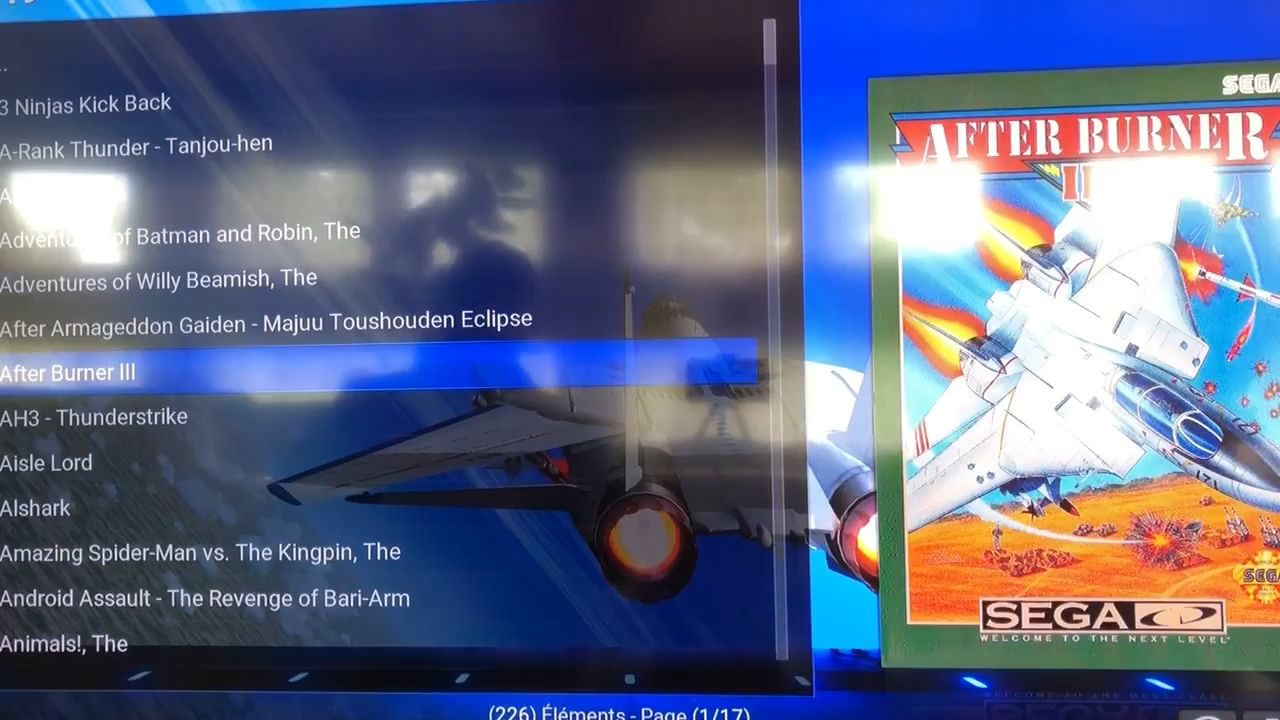 ..
3 Ninjas Kick Back
A-Rank Thunder - Tanjou-hen
A
Adventures of Batman and Robin, The
Adventures of Willy Beamish, The
After Armageddon Gaiden - Majuu Toushouden Eclipse
After Burner III
AH3 - Thunderstrike
Aisle Lord
Alshark
Amazing Spider-Man vs. The Kingpin, The
Android Assault - The Revenge of Bari-Arm
Animals!, The
(226) Éléments - Page (1/17)
SEGA
AFTER BURNER
SEGA CD
WELCOME TO THE NEXT LEVEL